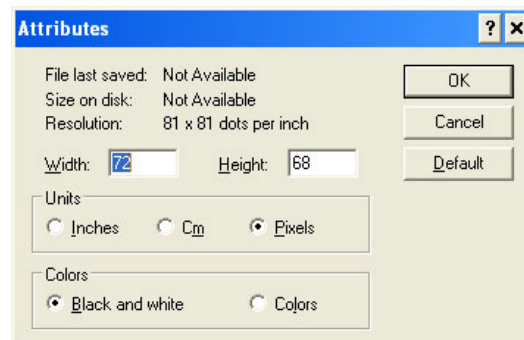 Attributes
File last saved: Not Available
Size on disk: Not Available
Resolution: 81 x 81 dots per inch
Width: 72 Height: 68
Units
Inches Cm Pixels
Colors
Black and white Colors
OK
Cancel
Default